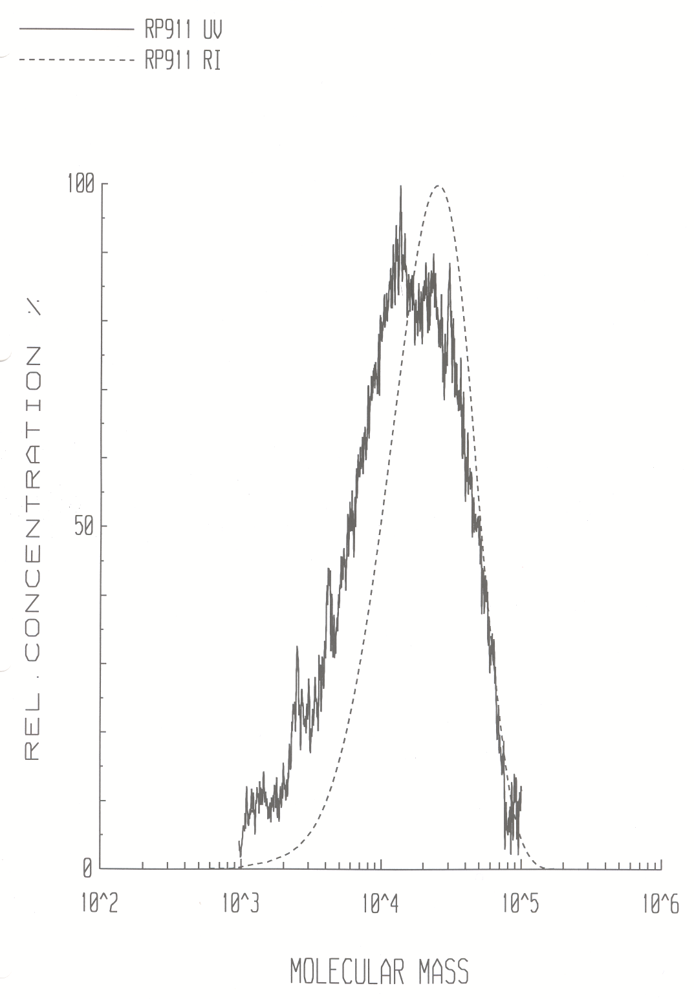 RP911 UV
RP911 RI
100
50
0
REL.CONCENTRATION %
10^2 10^3 10^4 10^5 10^6
MOLECULAR MASS